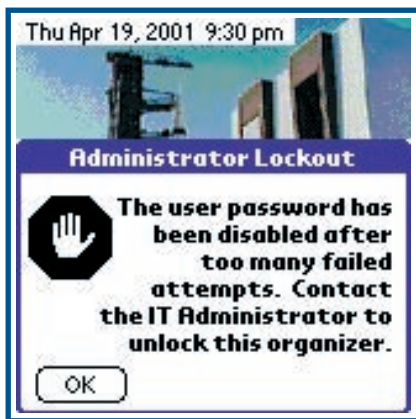 Thu Apr 19, 2001 9:30 pm
Administrator Lockout
The user password has
been disabled after
too many failed
attempts. Contact
the IT Administrator to
unlock this organizer.
OK